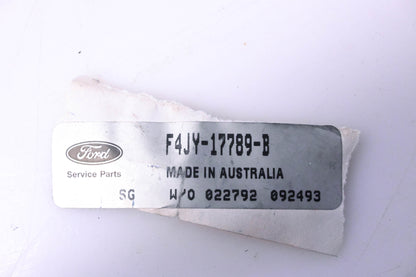 Ford
F4JY-17789-B
Service Parts
MADE IN AUSTRALIA
SG W/O 022792 092493